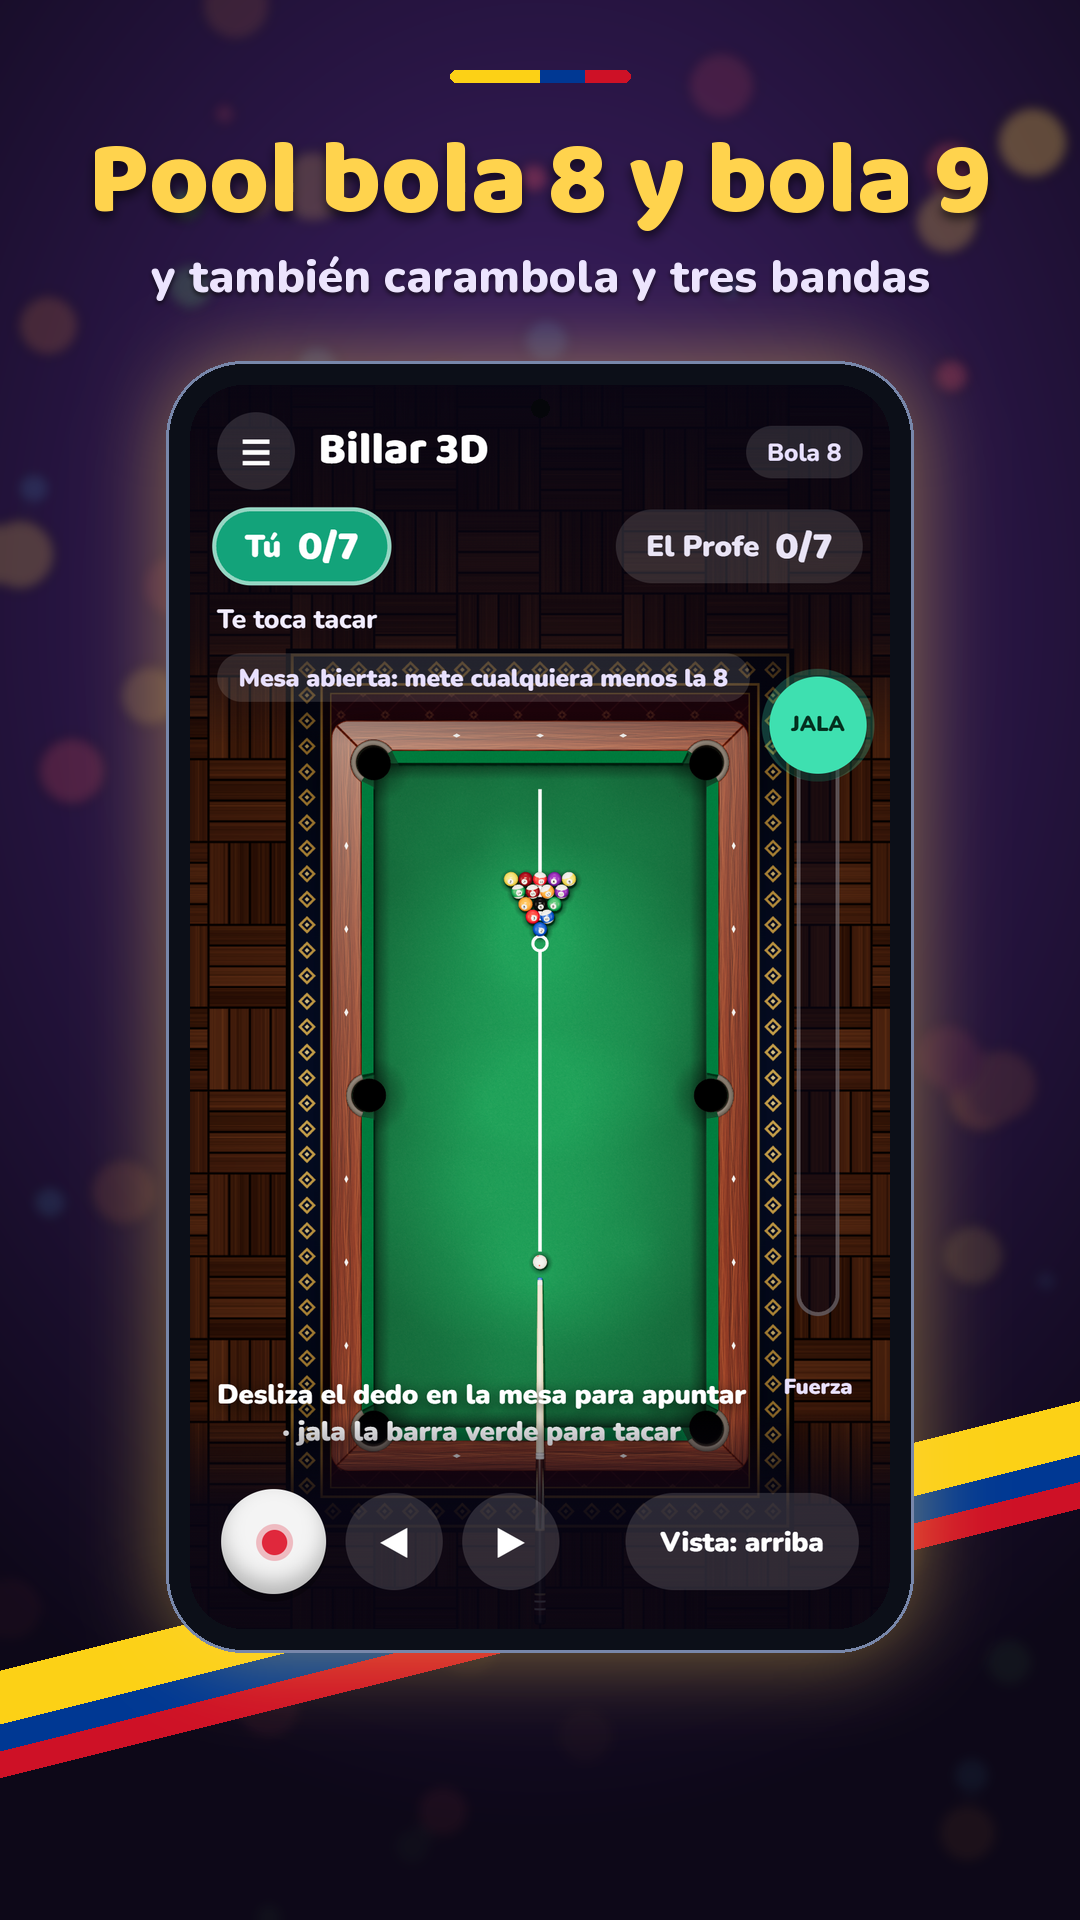 Pool bola 8 y bola 9
y también carambola y tres bandas
Billar 3D
Bola 8
Tú 0/7
El Profe 0/7
Te toca tacar
Mesa abierta: mete cualquiera menos la 8
JALA
Fuerza
Desliza el dedo en la mesa para apuntar
· jala la barra verde para tacar
Vista: arriba